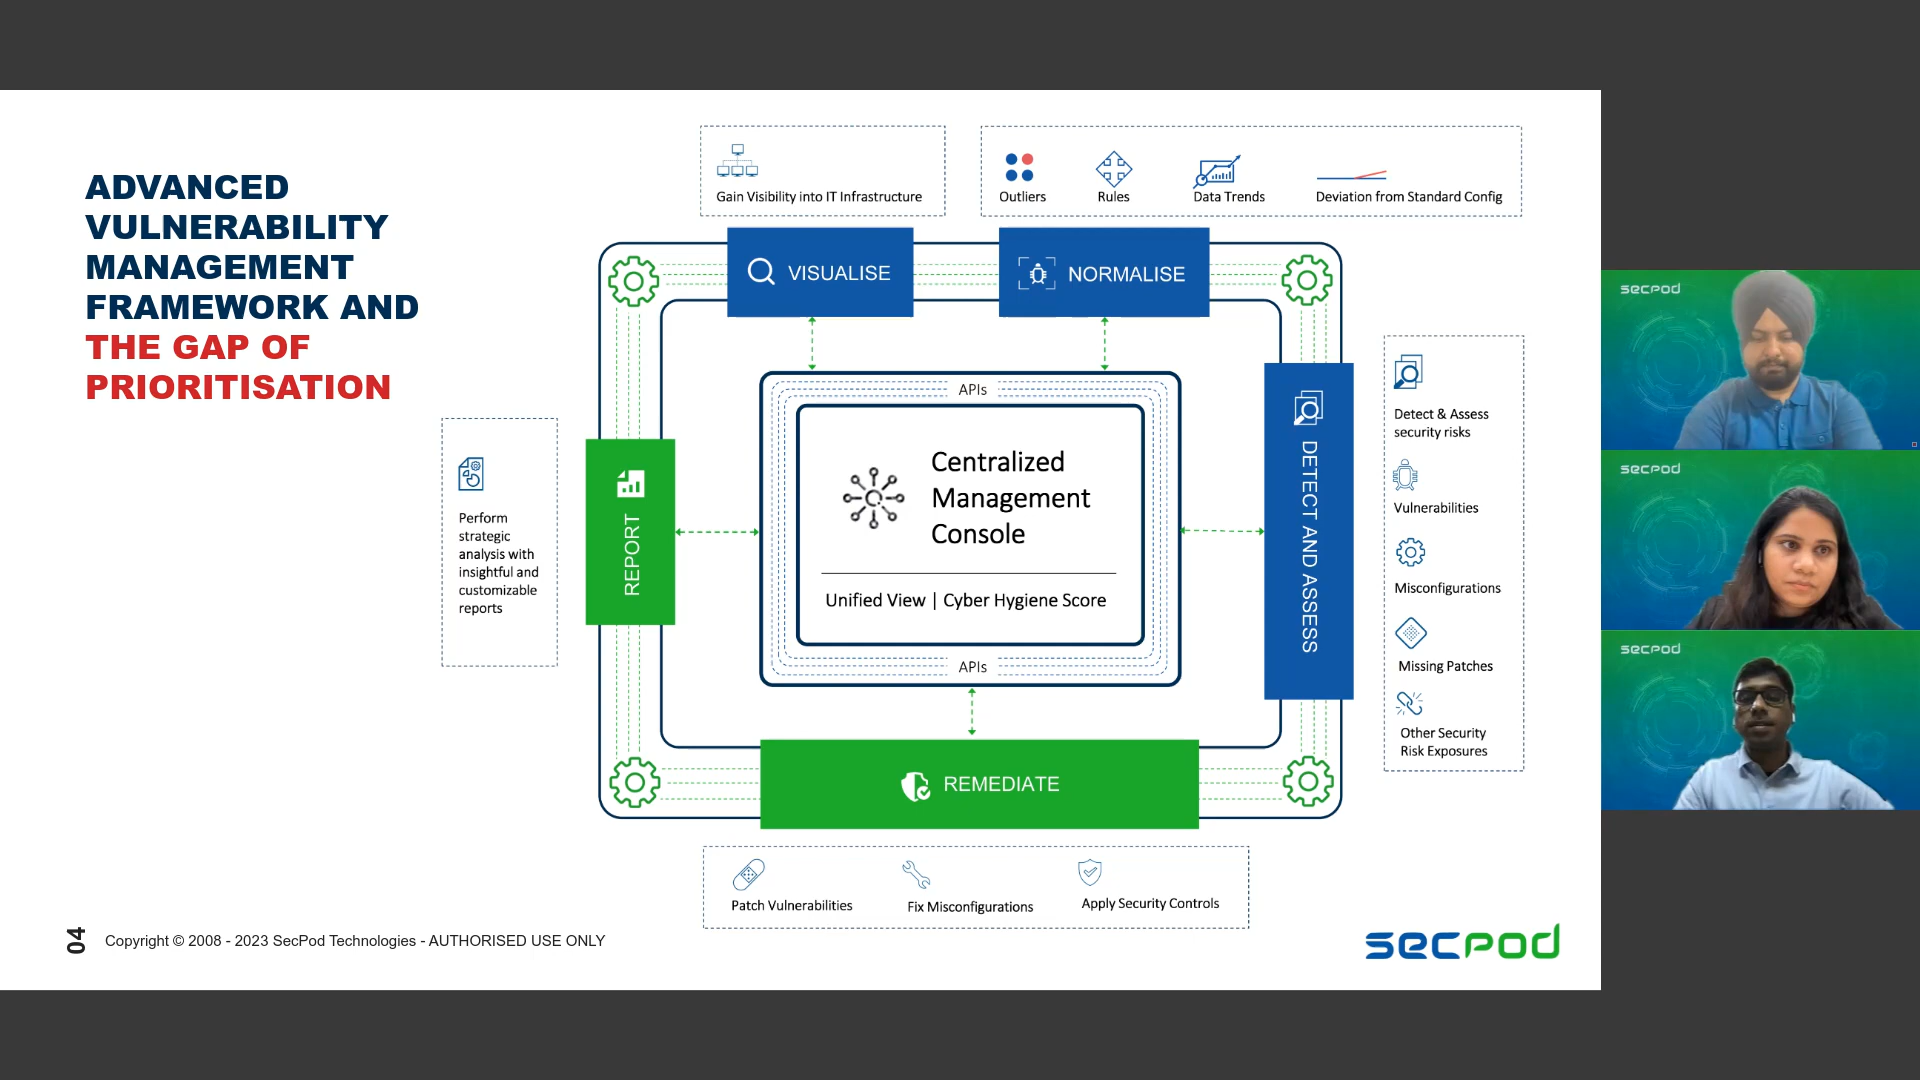 ADVANCED
VULNERABILITY
MANAGEMENT
FRAMEWORK AND
THE GAP OF
PRIORITISATION
Gain Visibility into IT Infrastructure
Outliers
Rules
Data Trends
Deviation from Standard Config
VISUALISE
NORMALISE
APIs
Centralized
Management
Console
Unified View | Cyber Hygiene Score
APIs
REPORT
Perform
strategic
analysis with
insightful and
customizable
reports
DETECT AND ASSESS
Detect & Assess
security risks
Vulnerabilities
Misconfigurations
Missing Patches
Other Security
Risk Exposures
REMEDIATE
Patch Vulnerabilities
Fix Misconfigurations
Apply Security Controls
04
Copyright © 2008 - 2023 SecPod Technologies - AUTHORISED USE ONLY
secpod
secpod
secpod
secpod